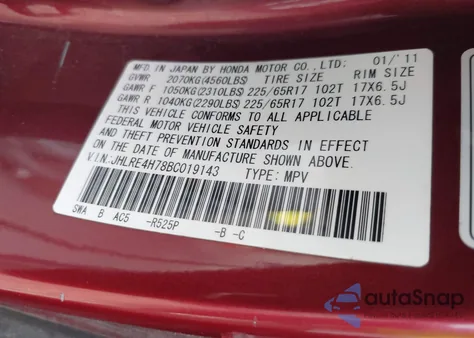 MFD. IN JAPAN BY HONDA MOTOR CO., LTD: 01/'11
GVWR 2070KG(4560LBS) TIRE SIZE RIM SIZE
GAWR F 1050KG(2310LBS) 225/65R17 102T 17X6.5J
GAWR R 1040KG(2290LBS) 225/65R17 102T 17X6.5J
THIS VEHICLE CONFORMS TO ALL APPLICABLE
FEDERAL MOTOR VEHICLE SAFETY
AND THEFT PREVENTION STANDARDS IN EFFECT
ON THE DATE OF MANUFACTURE SHOWN ABOVE.
V.I.N.:JHLRE4H78BC019143 TYPE: MPV
SWA B AC5 -R525P -B -C
autoSnap